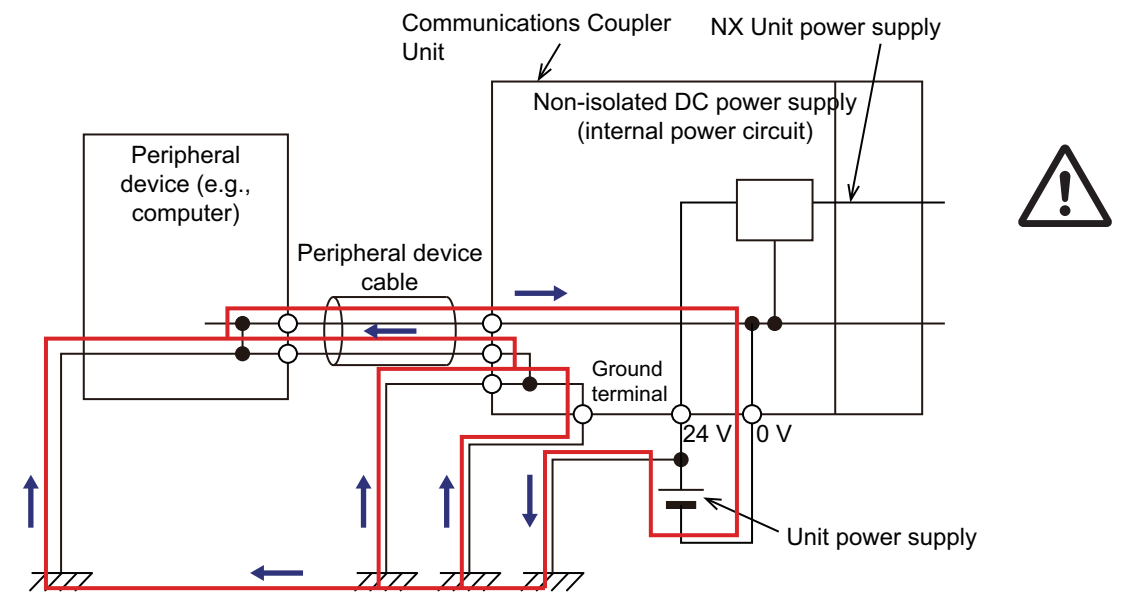 Communications Coupler
Unit
NX Unit power supply
Non-isolated DC power supply
(internal power circuit)
Peripheral
device (e.g.,
computer)
Peripheral device
cable
Ground
terminal
24 V
0 V
Unit power supply